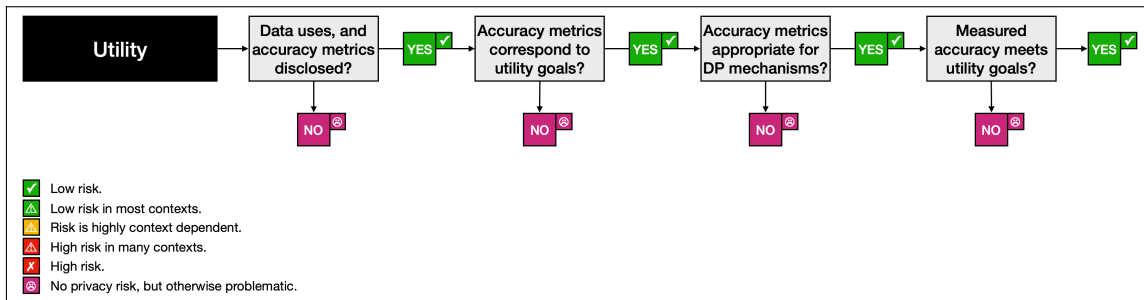 Utility
Data uses, and
accuracy metrics
disclosed?
YES
Accuracy metrics
correspond to
utility goals?
YES
Accuracy metrics
appropriate for
DP mechanisms?
YES
Measured
accuracy meets
utility goals?
YES
NO
NO
NO
NO
Low risk.
Low risk in most contexts.
Risk is highly context dependent.
High risk in many contexts.
High risk.
No privacy risk, but otherwise problematic.